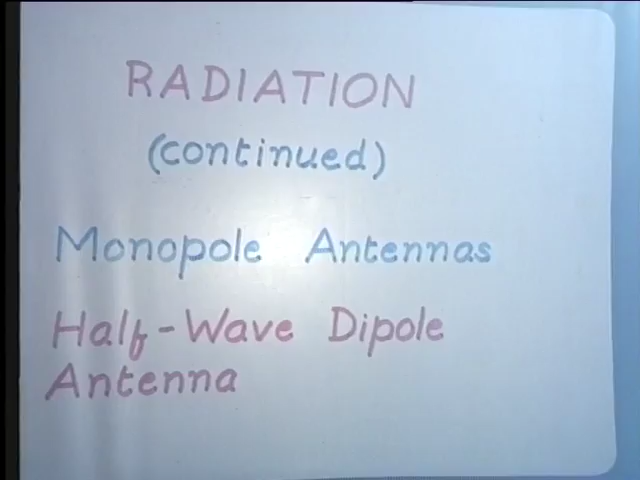 RADIATION
(continued)
Monopole Antennas
Half-Wave Dipole
Antenna